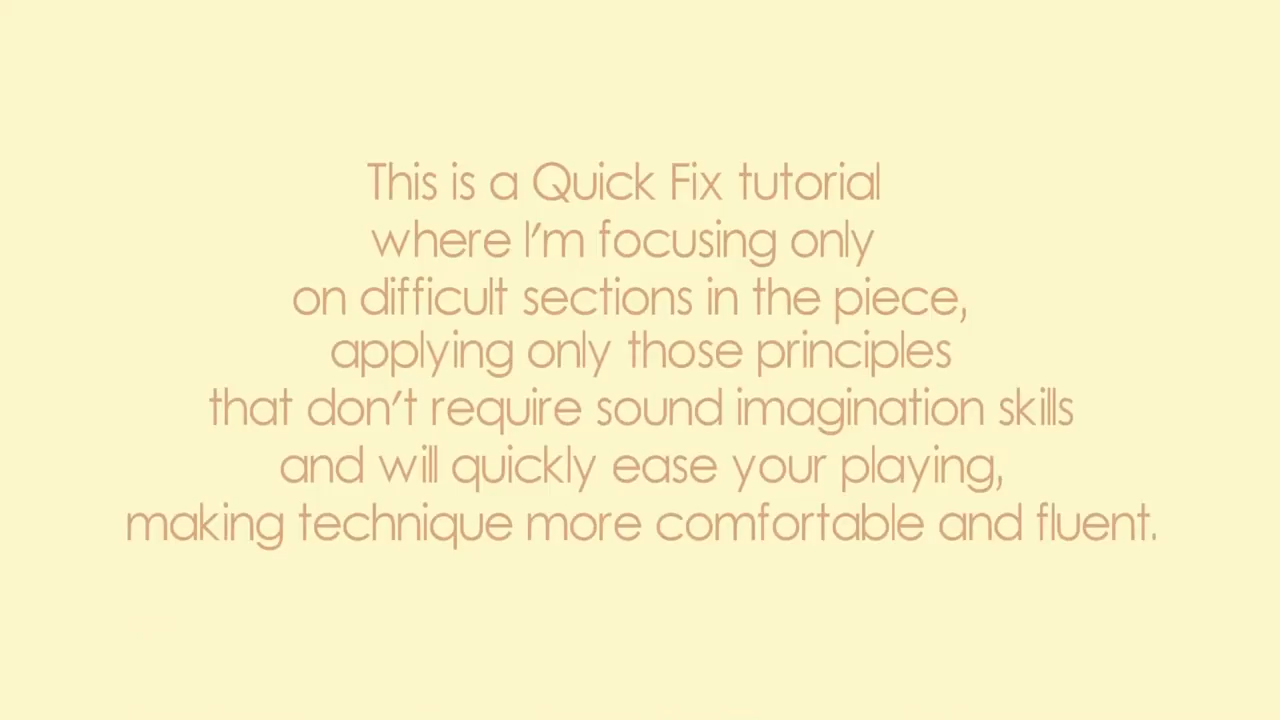 This is a Quick Fix tutorial
where I'm focusing only
on difficult sections in the piece,
applying only those principles
that don't require sound imagination skills
and will quickly ease your playing,
making technique more comfortable and fluent.